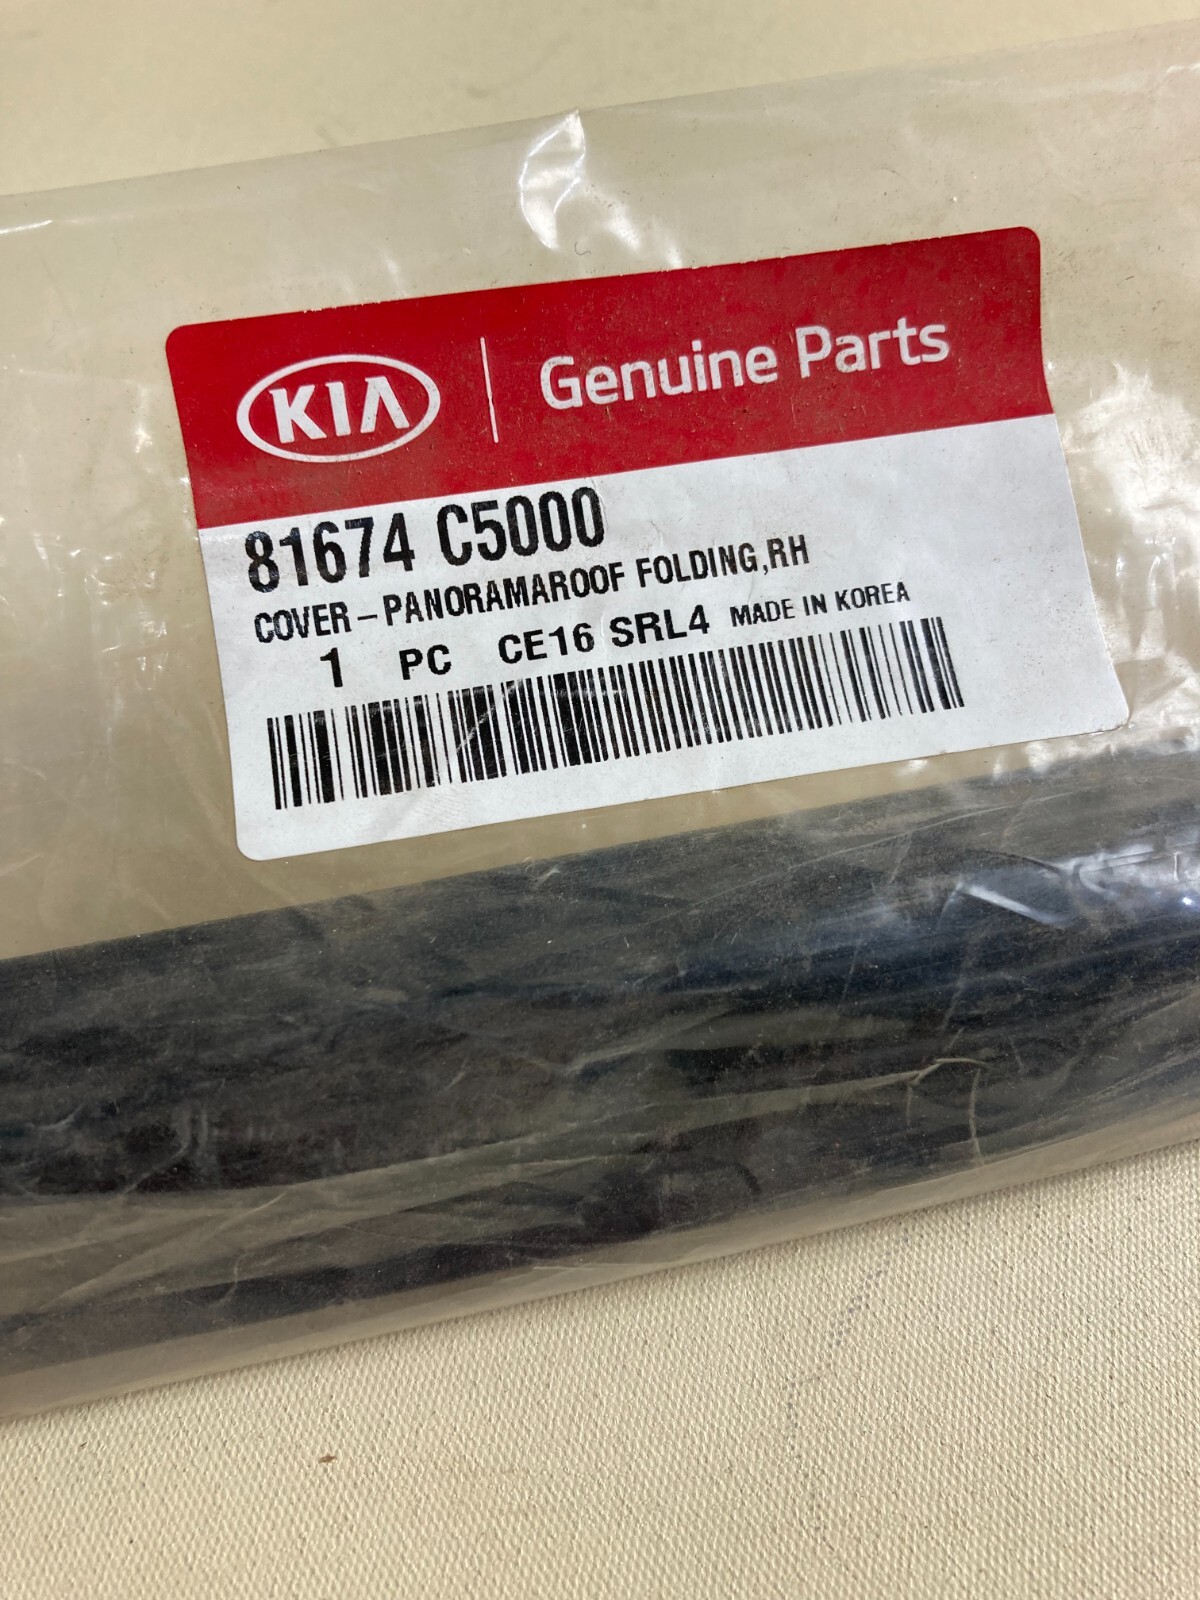 KIA | Genuine Parts
81674 C5000
COVER-PANORAMAROOF FOLDING,RH
1 PC CE16 SRL4 MADE IN KOREA